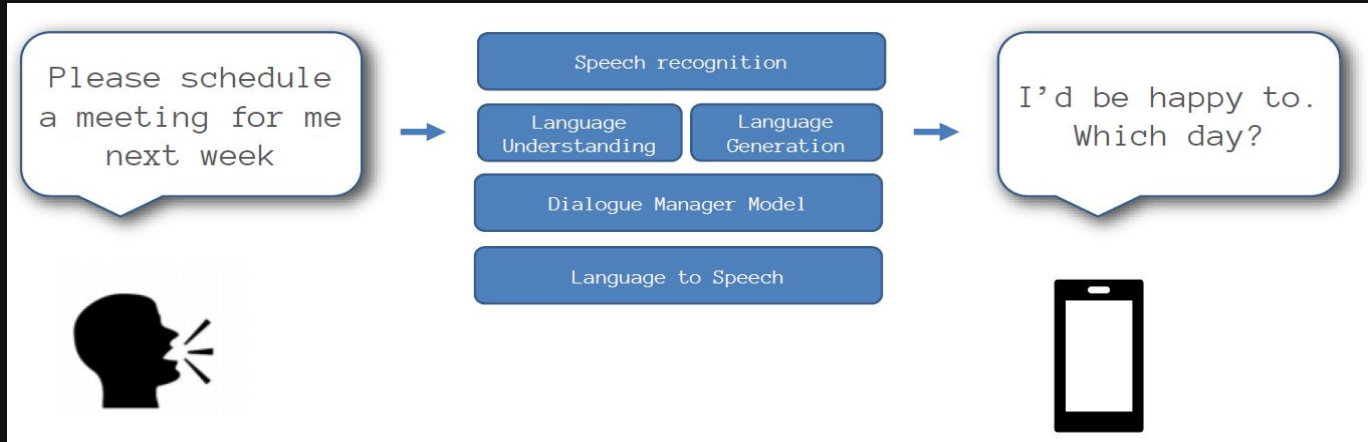 Please schedule
a meeting for me
next week
Speech recognition
Language
Understanding
Language
Generation
Dialogue Manager Model
Language to Speech
I'd be happy to.
Which day?